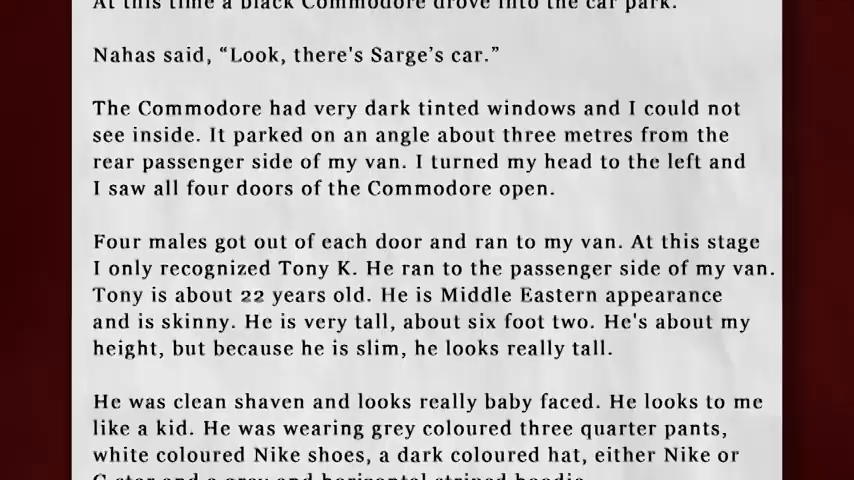 At this time a black Commodore drove into the car park.
Nahas said, “Look, there's Sarge’s car.”
The Commodore had very dark tinted windows and I could not
see inside. It parked on an angle about three metres from the
rear passenger side of my van. I turned my head to the left and
I saw all four doors of the Commodore open.
Four males got out of each door and ran to my van. At this stage
I only recognized Tony K. He ran to the passenger side of my van.
Tony is about 22 years old. He is Middle Eastern appearance
and is skinny. He is very tall, about six foot two. He's about my
height, but because he is slim, he looks really tall.
He was clean shaven and looks really baby faced. He looks to me
like a kid. He was wearing grey coloured three quarter pants,
white coloured Nike shoes, a dark coloured hat, either Nike or
G-star and a grey and horizontal striped hoodie.